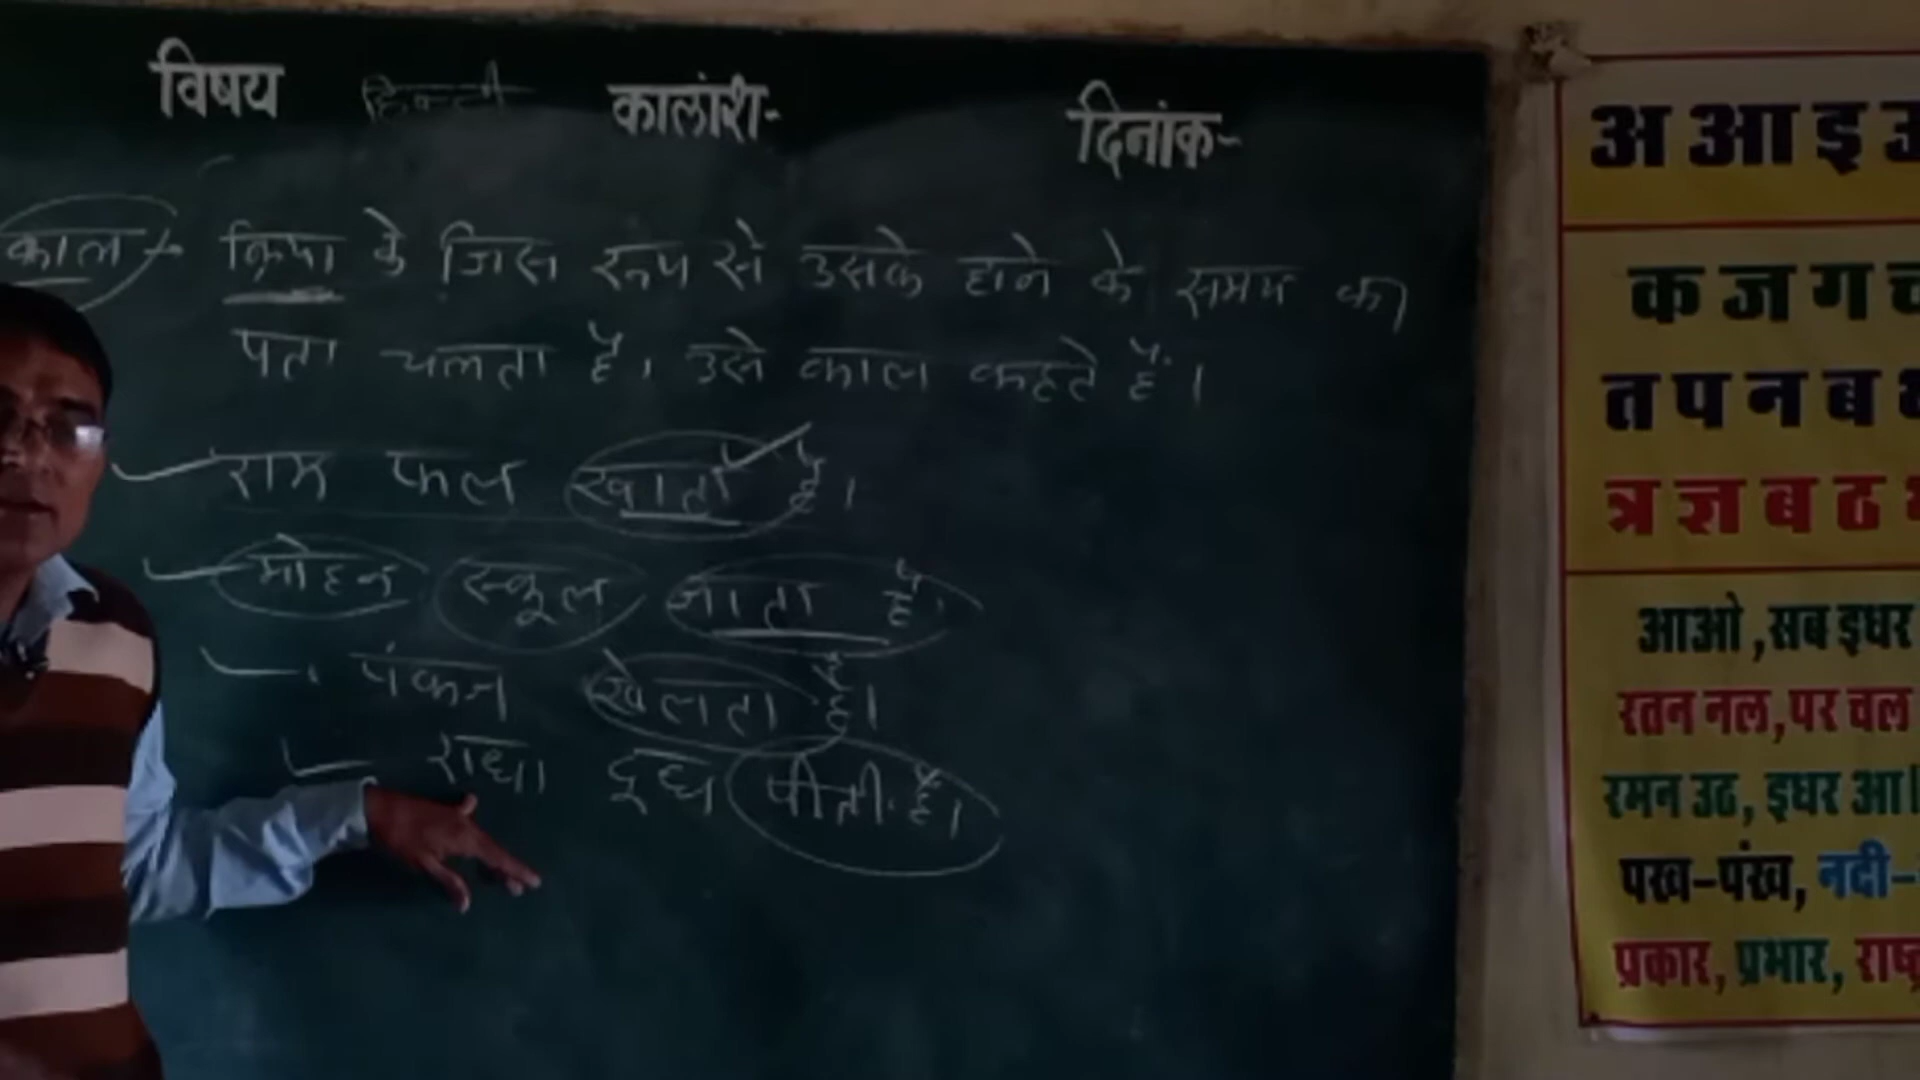 विषय हिन्दी कालांश- दिनांक-
काल - क्रिया के जिस रूप से उसके होने के समय का
पता चलता है, उसे काल कहते हैं।
राम फल खाता है।
मोहन स्कूल जाता है।
पंकज खेलता है।
राधा दूध पीती है।
अ आ इ उ
क ज ग च
त प न ब
त्र ज्ञ ब ठ
आओ, सब इधर
रतन नल, पर चल
रमन उठ, इधर आ।
पख-पंख, नदी-
प्रकार, प्रभार,